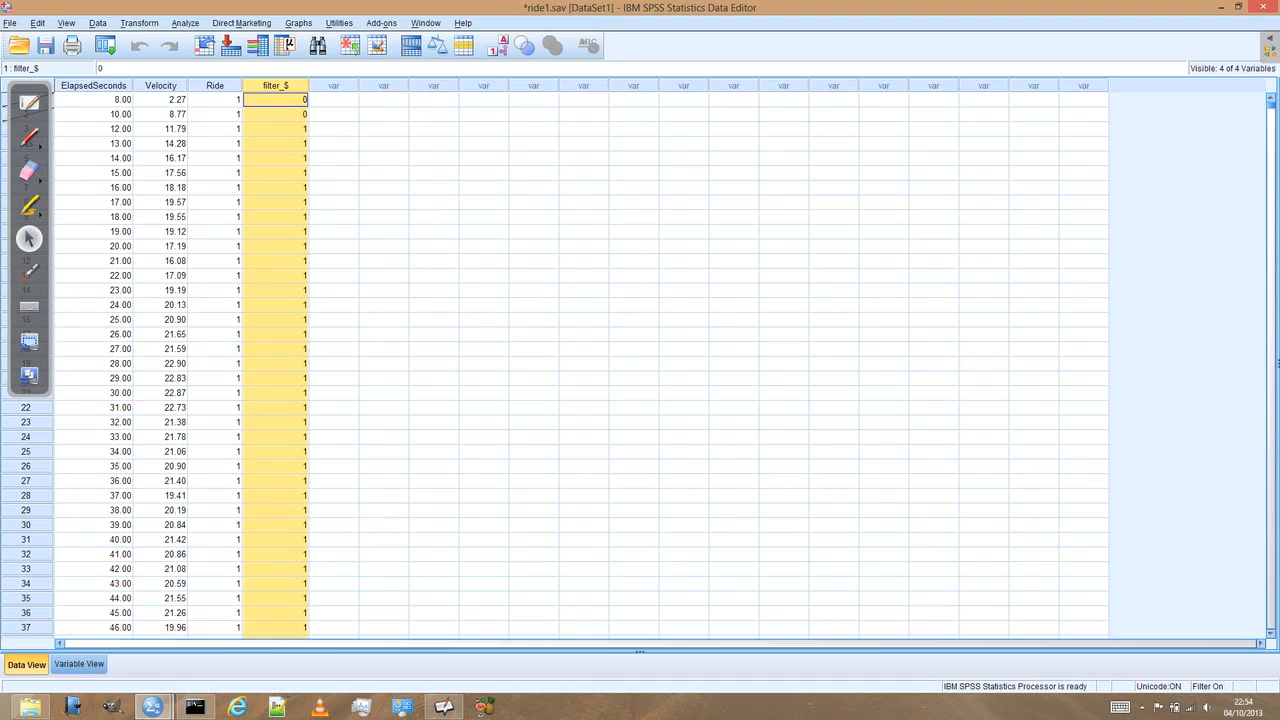 *ride1.sav [DataSet1] - IBM SPSS Statistics Data Editor
File Edit View Data Transform Analyze Direct Marketing Graphs Utilities Add-ons Window Help
1 : filter_$ 0 Visible: 4 of 4 Variables
ElapsedSeconds Velocity Ride filter_$ var var var var var var var var var var var var var var var var
8.00 2.27 1 0
10.00 8.77 1 0
12.00 11.79 1 1
13.00 14.28 1 1
14.00 16.17 1 1
15.00 17.56 1 1
7 16.00 18.18 1 1
17.00 19.57 1 1
18.00 19.55 1 1
19.00 19.12 1 1
20.00 17.19 1 1
12 21.00 16.08 1 1
22.00 17.09 1 1
14 23.00 19.19 1 1
24.00 20.13 1 1
16 25.00 20.90 1 1
26.00 21.65 1 1
27.00 21.59 1 1
19 28.00 22.90 1 1
29.00 22.83 1 1
30.00 22.87 1 1
22 31.00 22.73 1 1
23 32.00 21.38 1 1
24 33.00 21.78 1 1
25 34.00 21.06 1 1
26 35.00 20.90 1 1
27 36.00 21.40 1 1
28 37.00 19.41 1 1
29 38.00 20.19 1 1
30 39.00 20.84 1 1
31 40.00 21.42 1 1
32 41.00 20.86 1 1
33 42.00 21.08 1 1
34 43.00 20.59 1 1
35 44.00 21.55 1 1
36 45.00 21.26 1 1
37 46.00 19.96 1 1
Data View Variable View
IBM SPSS Statistics Processor is ready Unicode:ON Filter On
22:54
04/10/2013